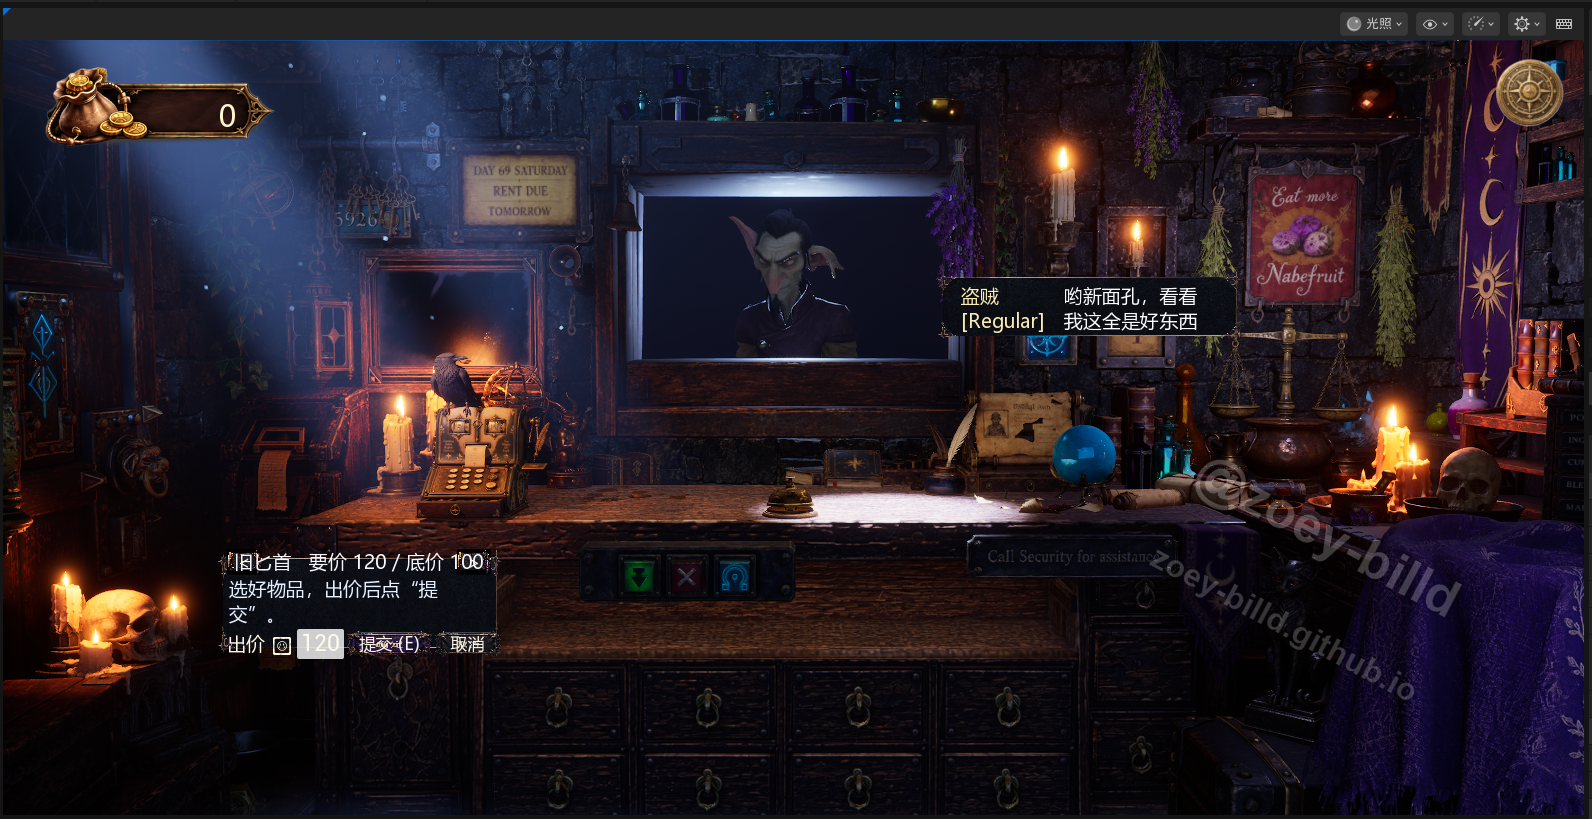 光照
0
DAY 69 SATURDAY
RENT DUE
TOMORROW
5926
Eat more
Nabefruit
盗贼
[Regular]
哟新面孔，看看
我这全是好东西
Call Security for assistance
旧匕首 要价 120 / 底价 100
选好物品，出价后点“提
交”。
出价 120 提交 (E) 取消
@zoey-billd
zoey-billd.github.io